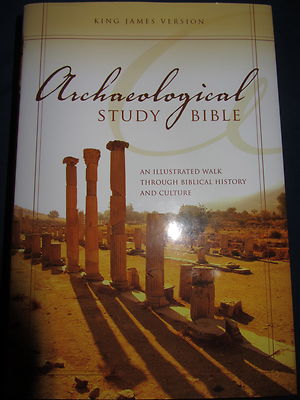 KING JAMES VERSION
Archaeological
STUDY BIBLE
AN ILLUSTRATED WALK
THROUGH BIBLICAL HISTORY
AND CULTURE